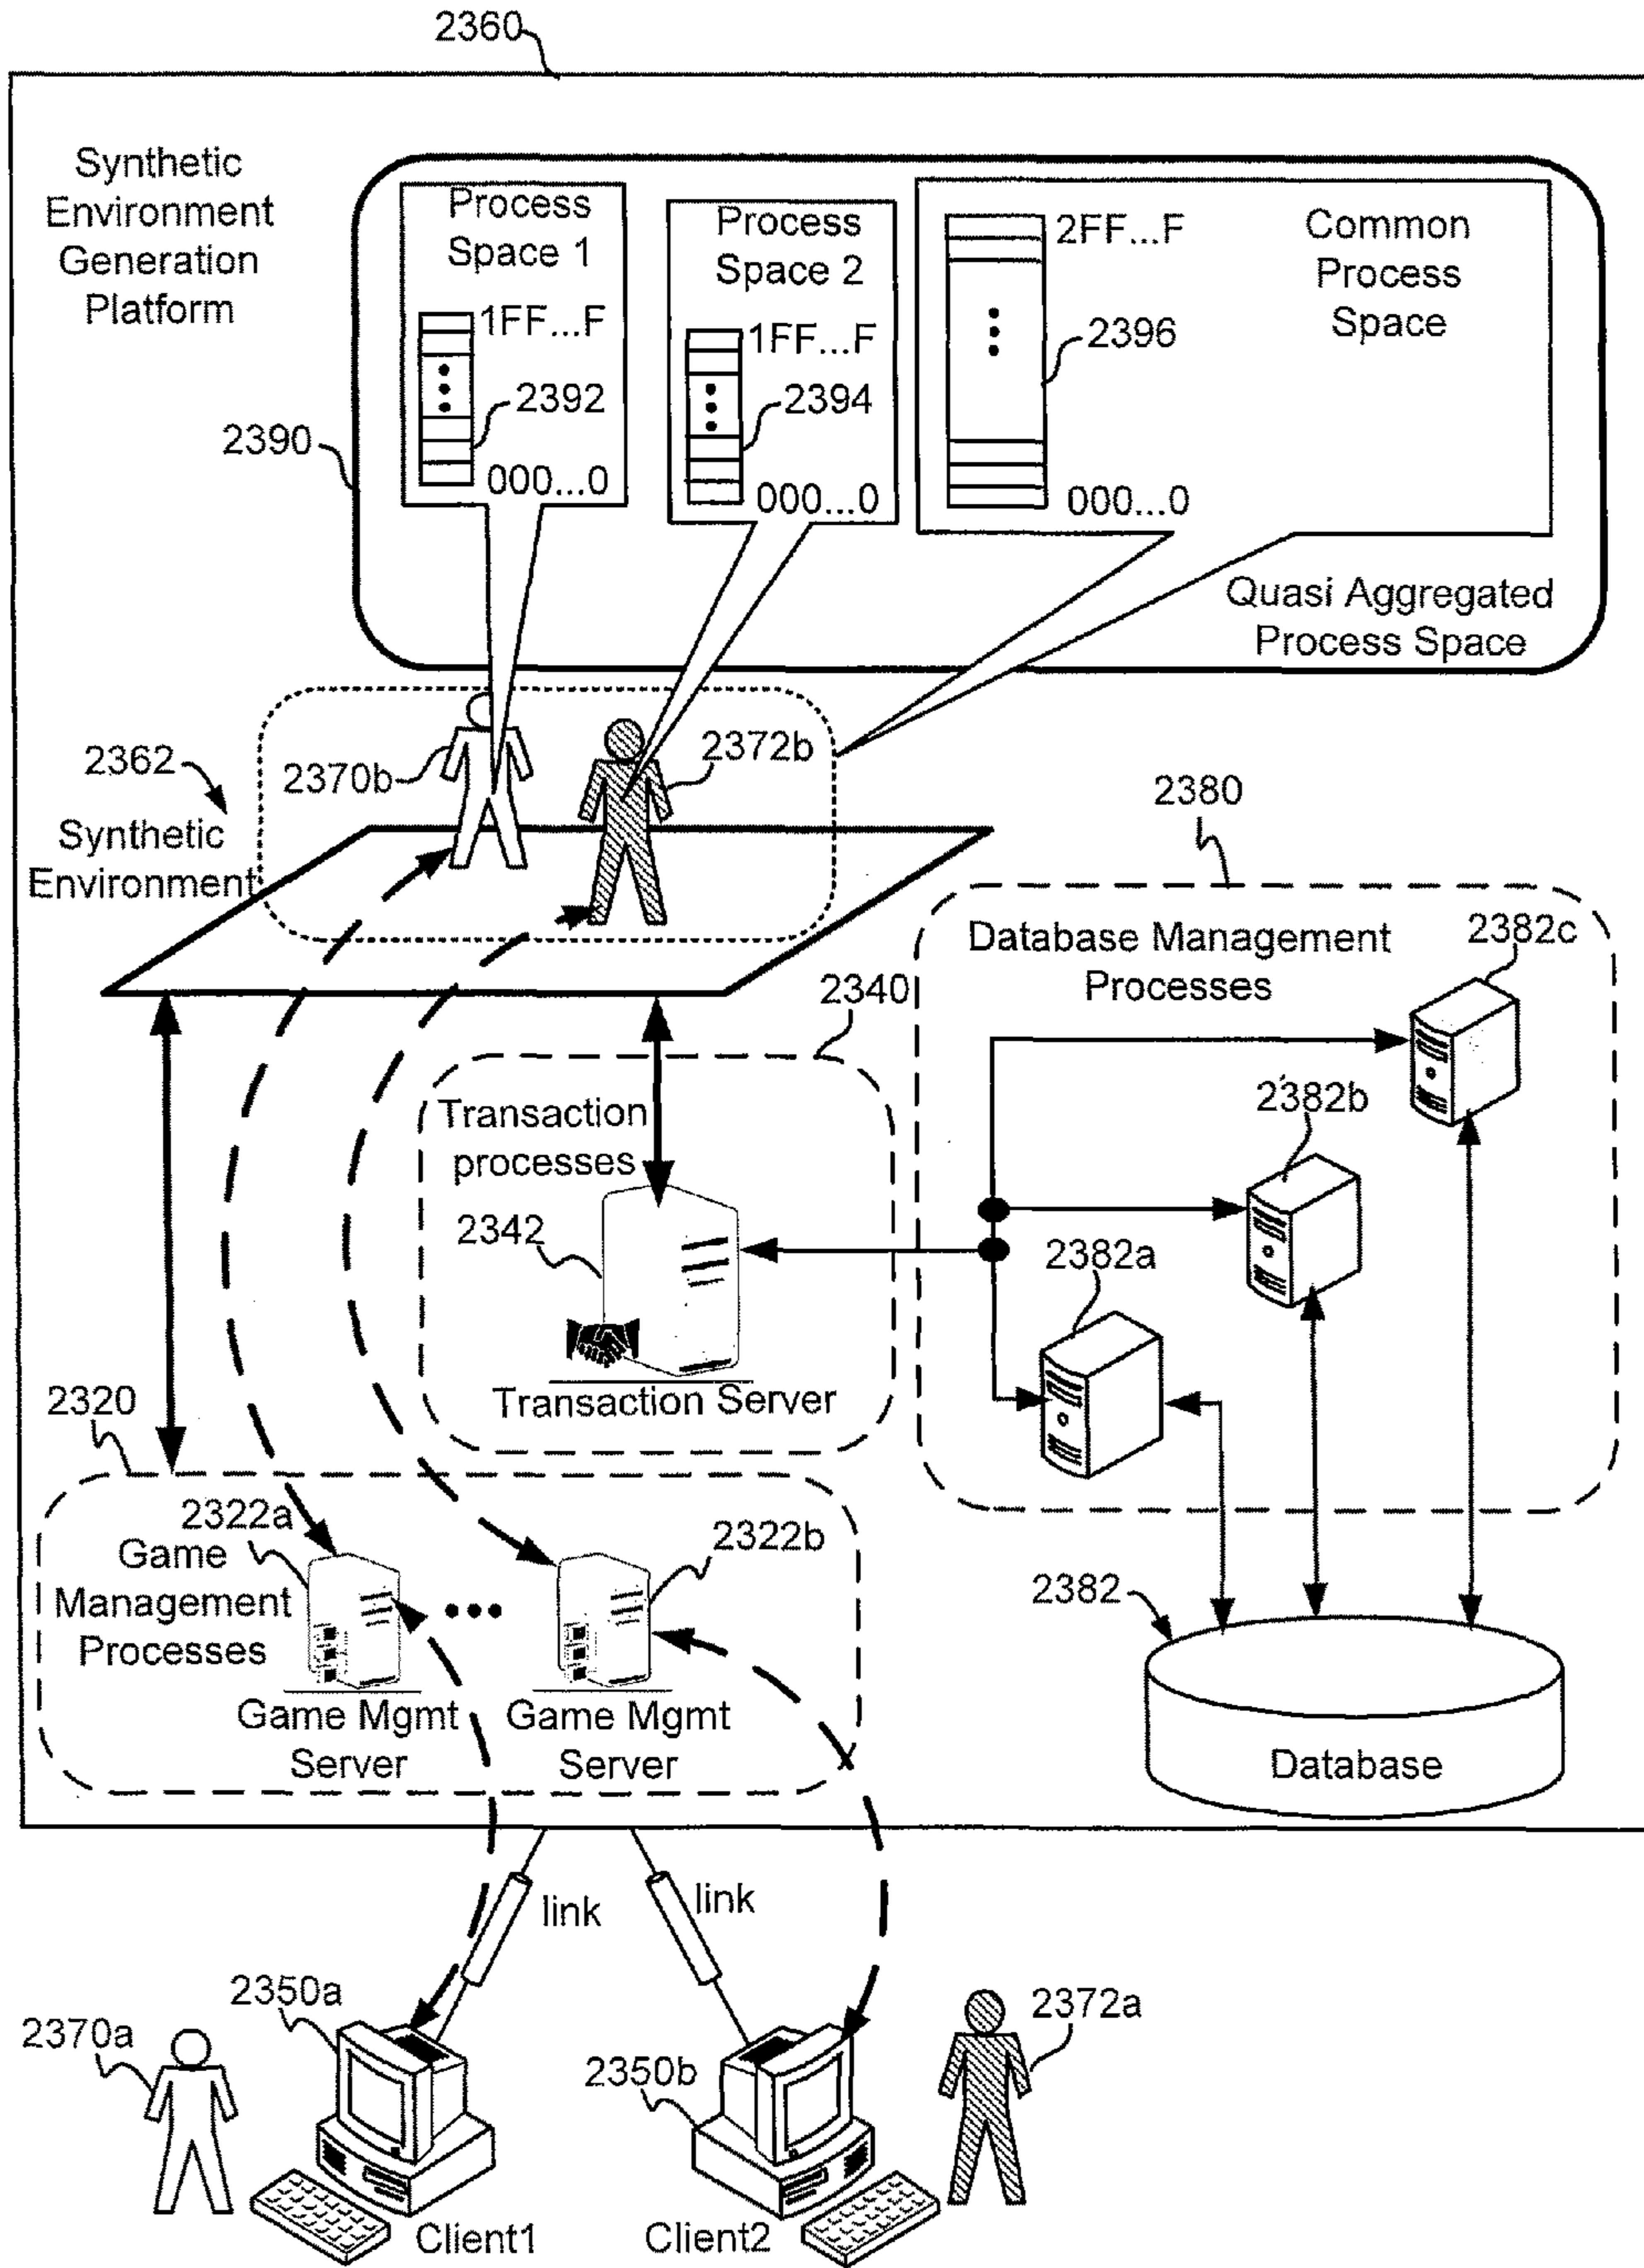 2360
Synthetic
Environment
Generation
Platform
Process
Space 1
1FF...F
2392
000...0
Process
Space 2
1FF...F
2394
000...0
2FF...F
2396
000...0
Common
Process
Space
2390
Quasi Aggregated
Process Space
2362
Synthetic
Environment
2370b
2372b
2380
Database Management
Processes
2382c
2382b
2382a
2340
Transaction
processes
2342
Transaction Server
2320
2322a
Game
Management
Processes
2322b
Game Mgmt
Server
Game Mgmt
Server
2382
Database
link
link
2350a
2370a
Client1
2350b
2372a
Client2